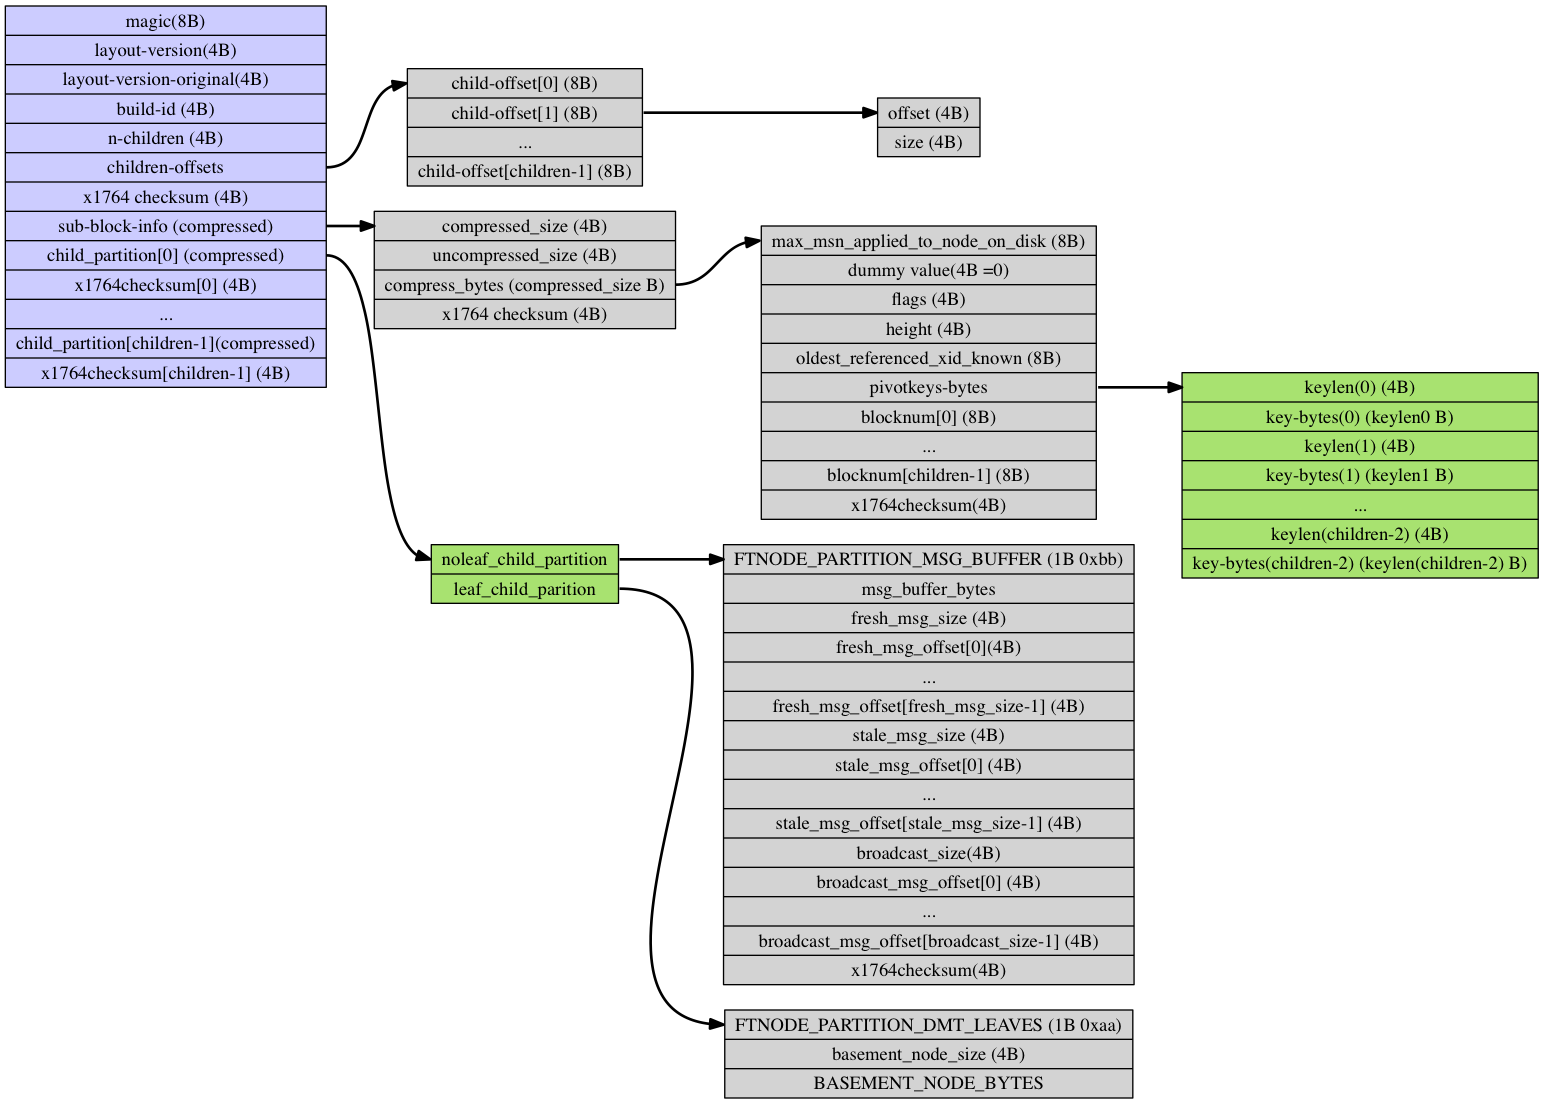 magic(8B)
layout-version(4B)
layout-version-original(4B)
build-id (4B)
n-children (4B)
children-offsets
x1764 checksum (4B)
sub-block-info (compressed)
child_partition[0] (compressed)
x1764checksum[0] (4B)
...
child_partition[children-1](compressed)
x1764checksum[children-1] (4B)
child-offset[0] (8B)
child-offset[1] (8B)
...
child-offset[children-1] (8B)
offset (4B)
size (4B)
compressed_size (4B)
uncompressed_size (4B)
compress_bytes (compressed_size B)
x1764 checksum (4B)
max_msn_applied_to_node_on_disk (8B)
dummy value(4B =0)
flags (4B)
height (4B)
oldest_referenced_xid_known (8B)
pivotkeys-bytes
blocknum[0] (8B)
...
blocknum[children-1] (8B)
x1764checksum(4B)
keylen(0) (4B)
key-bytes(0) (keylen0 B)
keylen(1) (4B)
key-bytes(1) (keylen1 B)
...
keylen(children-2) (4B)
key-bytes(children-2) (keylen(children-2) B)
noleaf_child_partition
leaf_child_parition
FTNODE_PARTITION_MSG_BUFFER (1B 0xbb)
msg_buffer_bytes
fresh_msg_size (4B)
fresh_msg_offset[0](4B)
...
fresh_msg_offset[fresh_msg_size-1] (4B)
stale_msg_size (4B)
stale_msg_offset[0] (4B)
...
stale_msg_offset[stale_msg_size-1] (4B)
broadcast_size(4B)
broadcast_msg_offset[0] (4B)
...
broadcast_msg_offset[broadcast_size-1] (4B)
x1764checksum(4B)
FTNODE_PARTITION_DMT_LEAVES (1B 0xaa)
basement_node_size (4B)
BASEMENT_NODE_BYTES